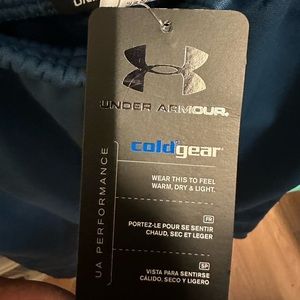 UNDER ARMOUR.
coldgear
WEAR THIS TO FEEL
WARM, DRY & LIGHT.
FR
PORTEZ-LE POUR SE SENTIR
CHAUD, SEC ET LEGER
SP
VISTA PARA SENTIRSE
CÁLIDO, SECO Y LIGERO
UA PERFORMANCE